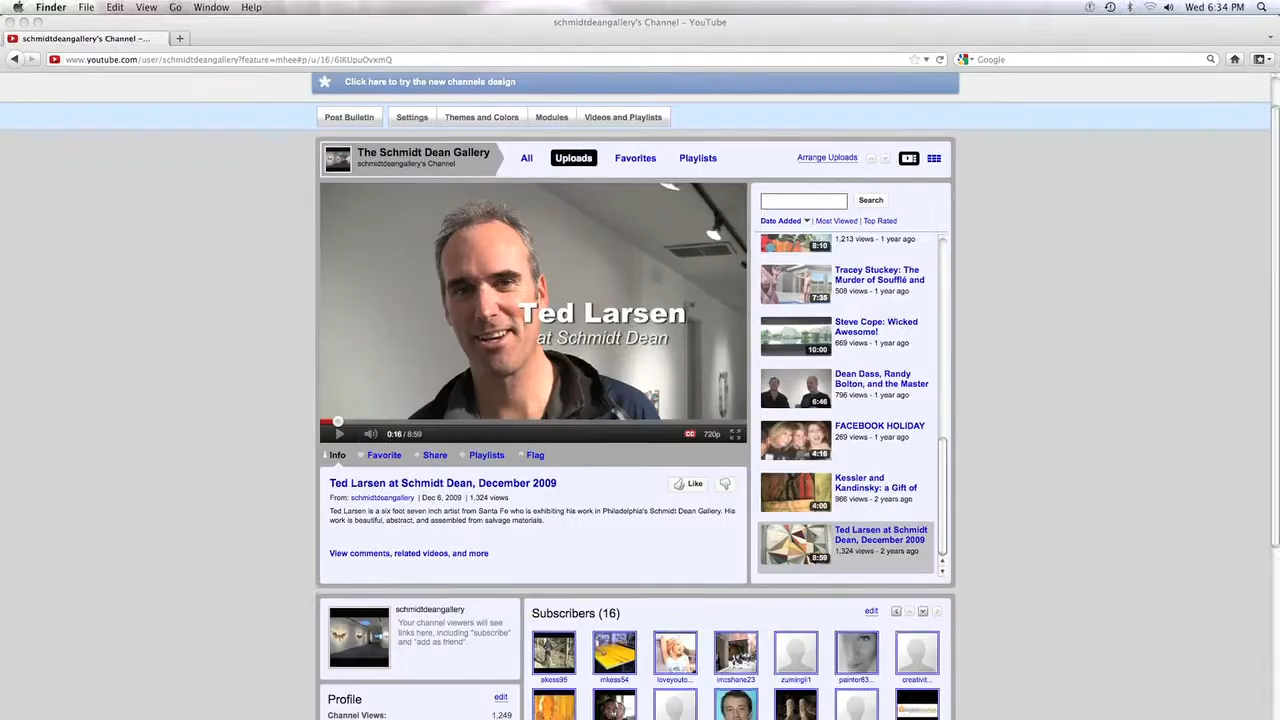 Finder File Edit View Go Window Help
Wed 6:34 PM
schmidtdeangallery's Channel – YouTube
schmidtdeangallery's Channel –...
www.youtube.com/user/schmidtdeangallery?feature=mhee#p/u/16/6iKUpuOvxmQ
Google
Click here to try the new channels design
Post Bulletin Settings Themes and Colors Modules Videos and Playlists
The Schmidt Dean Gallery
schmidtdeangallery's Channel
All Uploads Favorites Playlists
Arrange Uploads
Ted Larsen
at Schmidt Dean
0:16 / 8:59
CC 720p
Search
Date Added | Most Viewed | Top Rated
8:10
1,213 views - 1 year ago
Tracey Stuckey: The
Murder of Soufflé and
508 views - 1 year ago
7:35
Steve Cope: Wicked
Awesome!
669 views - 1 year ago
10:00
Dean Dass, Randy
Bolton, and the Master
796 views - 1 year ago
6:46
FACEBOOK HOLIDAY
269 views - 1 year ago
4:16
Kessler and
Kandinsky: a Gift of
966 views - 2 years ago
4:00
Ted Larsen at Schmidt
Dean, December 2009
1,324 views - 2 years ago
8:59
Info Favorite Share Playlists Flag
Ted Larsen at Schmidt Dean, December 2009
Like
From: schmidtdeangallery | Dec 6, 2009 | 1,324 views
Ted Larsen is a six foot seven inch artist from Santa Fe who is exhibiting his work in Philadelphia's Schmidt Dean Gallery. His
work is beautiful, abstract, and assembled from salvage materials.
View comments, related videos, and more
schmidtdeangallery
Your channel viewers will see
links here, including "subscribe"
and "add as friend".
Profile
edit
Channel Views:
1,249
Subscribers (16)
edit
akess95 mkess54 loveyouto... lmcshane23 zumingli1 painter63... creativit...